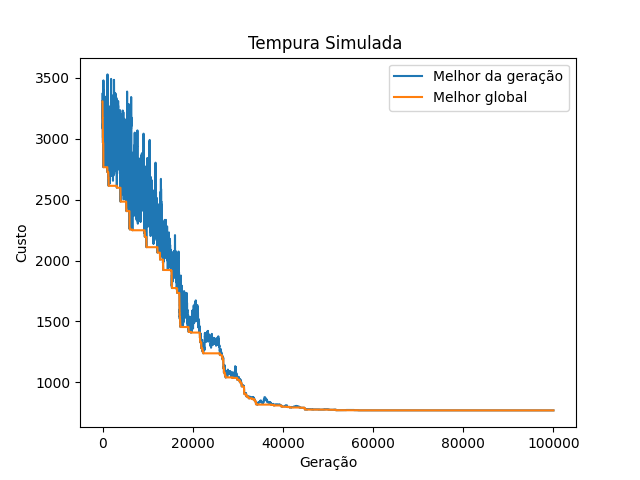 Tempura Simulada
Melhor da geração
Melhor global
Custo
3500
3000
2500
2000
1500
1000
0
20000
40000
60000
80000
100000
Geração